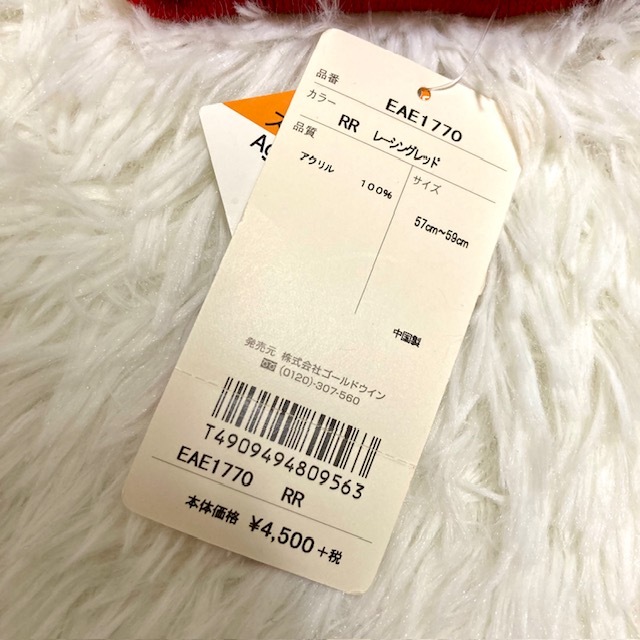 品番 EAE1770
カラー RR レーシングレッド
品質
アクリル 100%
サイズ
57cm~59cm
中国製
発売元 株式会社ゴールドウイン
(0120)-307-560
T4909494809563
EAE1770 RR
本体価格 ¥4,500+税